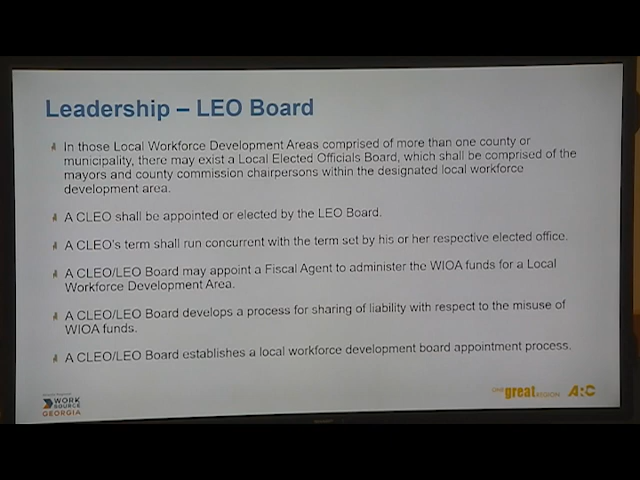 Leadership – LEO Board
In those Local Workforce Development Areas comprised of more than one county or
municipality, there may exist a Local Elected Officials Board, which shall be comprised of the
mayors and county commission chairpersons within the designated local workforce
development area.
A CLEO shall be appointed or elected by the LEO Board.
A CLEO's term shall run concurrent with the term set by his or her respective elected office.
A CLEO/LEO Board may appoint a Fiscal Agent to administer the WIOA funds for a Local
Workforce Development Area.
A CLEO/LEO Board develops a process for sharing of liability with respect to the misuse of
WIOA funds.
A CLEO/LEO Board establishes a local workforce development board appointment process.
WORK
SOURCE
GEORGIA
ONE great REGION
ARC